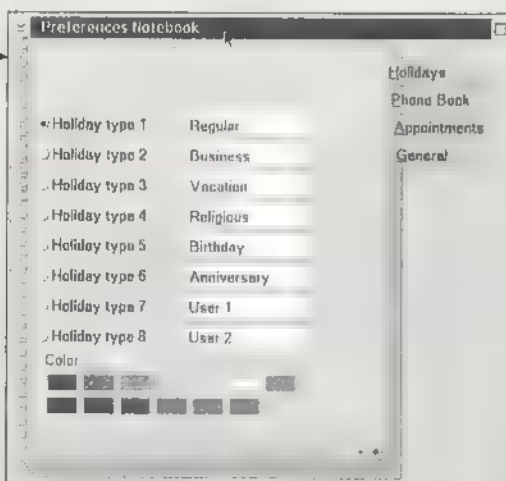 Preferences Notebook
Holidays
Phone Book
Appointments
General
Holiday type 1 Regular
Holiday type 2 Business
Holiday type 3 Vacation
Holiday type 4 Religious
Holiday type 5 Birthday
Holiday type 6 Anniversary
Holiday type 7 User 1
Holiday type 8 User 2
Color